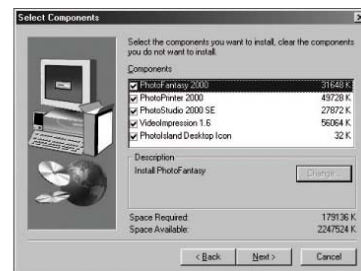 Select Components
Select the components you want to install, clear the components
you do not want to install.
Components
PhotoFantasy 2000 31648 K
PhotoPrinter 2000 49728 K
PhotoStudio 2000 SE 27872 K
VideoImpression 1.6 56064 K
PhotoIsland Desktop Icon 32 K
Description
Install PhotoFantasy
Change...
Space Required: 179136 K
Space Available: 2247524 K
< Back Next > Cancel